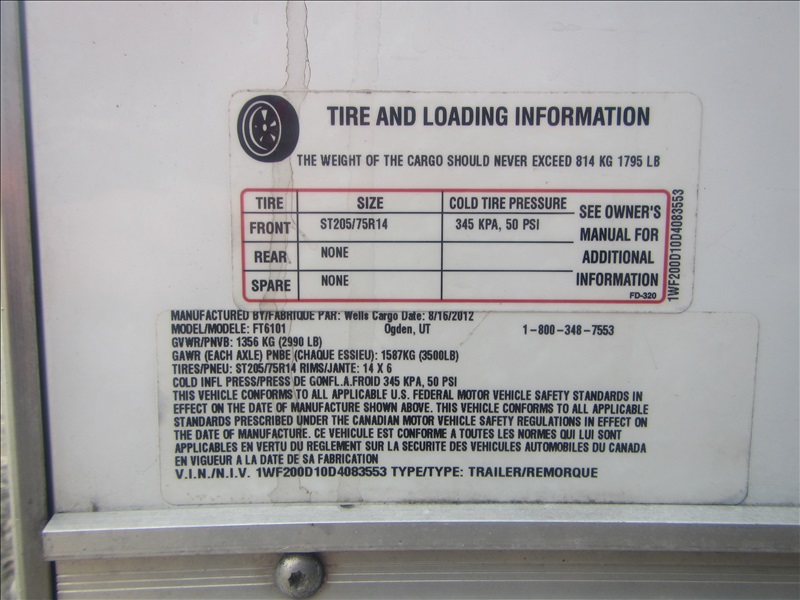 TIRE AND LOADING INFORMATION
THE WEIGHT OF THE CARGO SHOULD NEVER EXCEED 814 KG 1795 LB
TIRE SIZE COLD TIRE PRESSURE
FRONT ST205/75R14 345 KPA, 50 PSI
REAR NONE
SPARE NONE
SEE OWNER'S
MANUAL FOR
ADDITIONAL
INFORMATION
FD-320
1WF200D10D4083553
MANUFACTURED BY/FABRIQUE PAR: Wells Cargo Date: 8/16/2012
MODEL/MODELE: FT6101 Ogden, UT 1-800-348-7553
GVWR/PNVB: 1356 KG (2990 LB)
GAWR (EACH AXLE) PNBE (CHAQUE ESSIEU): 1587KG (3500LB)
TIRES/PNEU: ST205/75R14 RIMS/JANTE: 14 X 6
COLD INFL PRESS/PRESS DE GONFL.A.FROID 345 KPA, 50 PSI
THIS VEHICLE CONFORMS TO ALL APPLICABLE U.S. FEDERAL MOTOR VEHICLE SAFETY STANDARDS IN
EFFECT ON THE DATE OF MANUFACTURE SHOWN ABOVE. THIS VEHICLE CONFORMS TO ALL APPLICABLE
STANDARDS PRESCRIBED UNDER THE CANADIAN MOTOR VEHICLE SAFETY REGULATIONS IN EFFECT ON
THE DATE OF MANUFACTURE. CE VEHICULE EST CONFORME A TOUTES LES NORMES QUI LUI SONT
APPLICABLES EN VERTU DU REGLEMENT SUR LA SECURITE DES VEHICULES AUTOMOBILES DU CANADA
EN VIGUEUR A LA DATE DE SA FABRICATION
V.I.N./N.I.V. 1WF200D10D4083553 TYPE/TYPE: TRAILER/REMORQUE